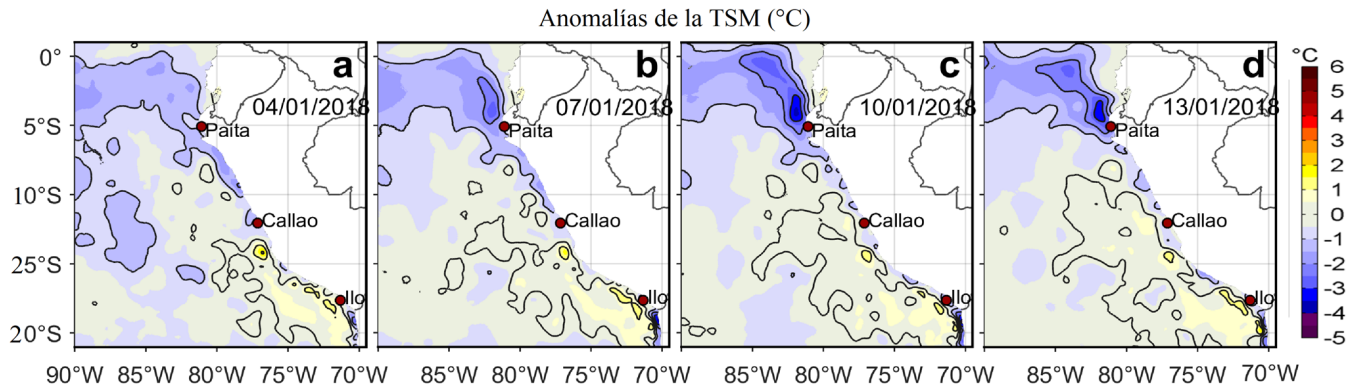 Anomalías de la TSM (°C)
a
04/01/2018
Paita
Callao
Ilo
b
07/01/2018
Paita
Callao
Ilo
c
10/01/2018
Paita
Callao
Ilo
d
13/01/2018
Paita
Callao
Ilo
0°
5°S
10°S
25°S
20°S
90°W 85°W 80°W 75°W 70°W
85°W 80°W 75°W 70°W
85°W 80°W 75°W 70°W
85°W 80°W 75°W 70°W
°C
6
5
4
3
2
1
0
-1
-2
-3
-4
-5